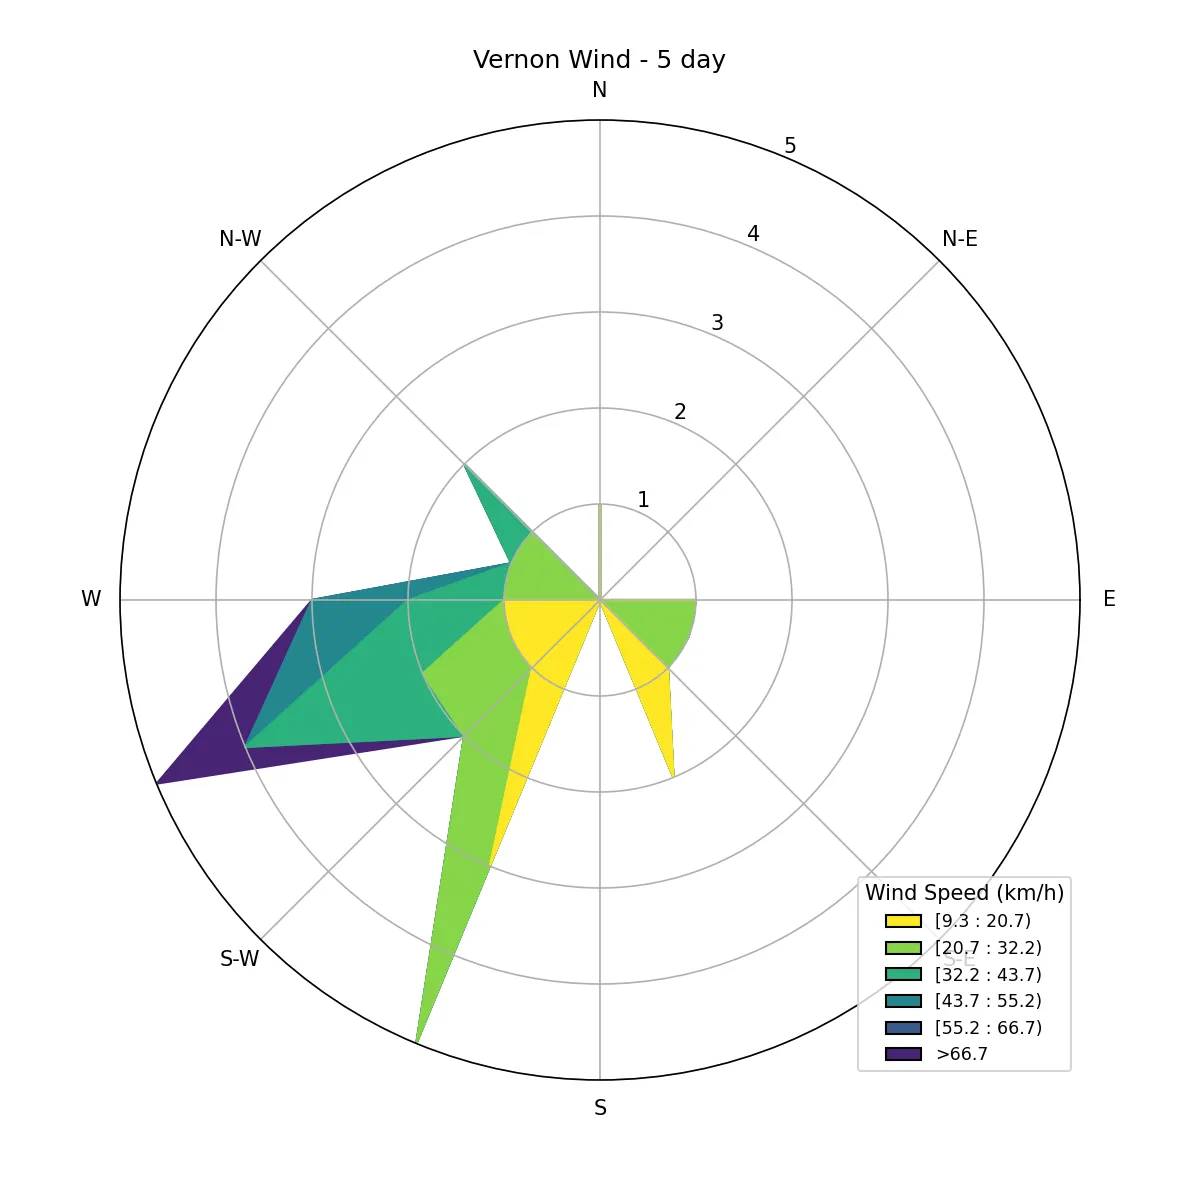 Vernon Wind - 5 day
N
5
N-W
N-E
4
3
2
1
W
E
S-W
S-E
Wind Speed (km/h)
[9.3 : 20.7)
[20.7 : 32.2)
[32.2 : 43.7)
[43.7 : 55.2)
[55.2 : 66.7)
>66.7
S